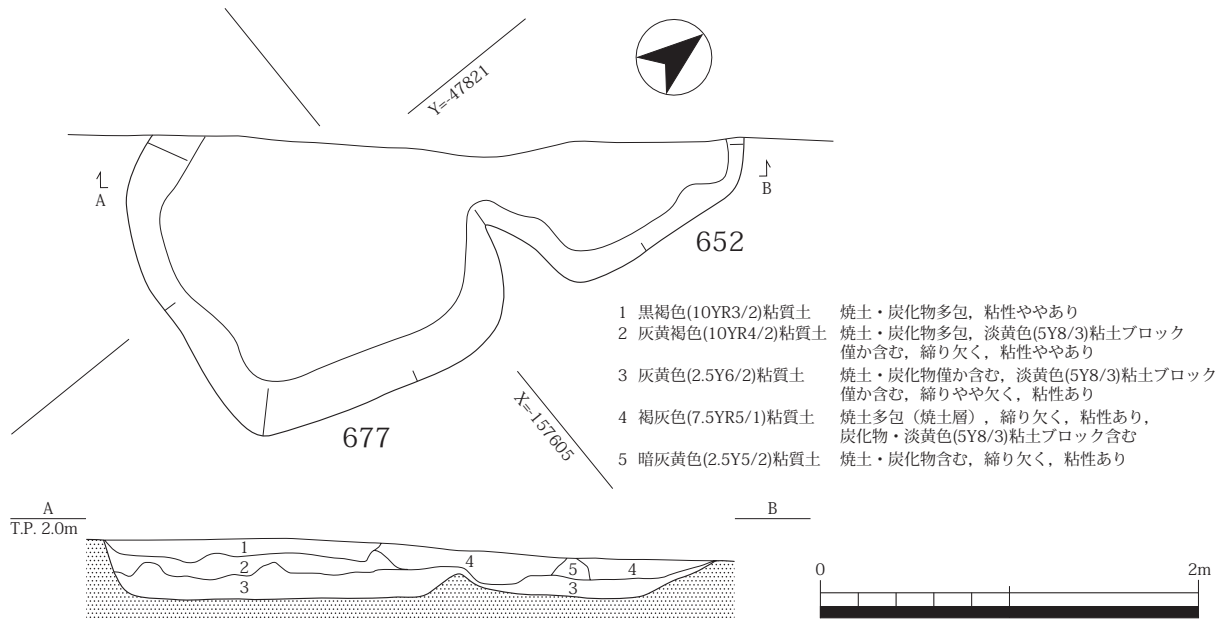 Y=-47821
A
B
652
1 黒褐色(10YR3/2)粘質土 焼土・炭化物多包，粘性ややあり
2 灰黄褐色(10YR4/2)粘質土 焼土・炭化物多包，淡黄色(5Y8/3)粘土ブロック
僅か含む，締り欠く，粘性ややあり
3 灰黄色(2.5Y6/2)粘質土 焼土・炭化物僅か含む，淡黄色(5Y8/3)粘土ブロック
僅か含む，締りやや欠く，粘性あり
4 褐灰色(7.5YR5/1)粘質土 焼土多包（焼土層），締り欠く，粘性あり，
炭化物・淡黄色(5Y8/3)粘土ブロック含む
5 暗灰黄色(2.5Y5/2)粘質土 焼土・炭化物含む，締り欠く，粘性あり
677
X=-157605
A
T.P. 2.0m
B
1
2
3
4
5
4
3
0
2m